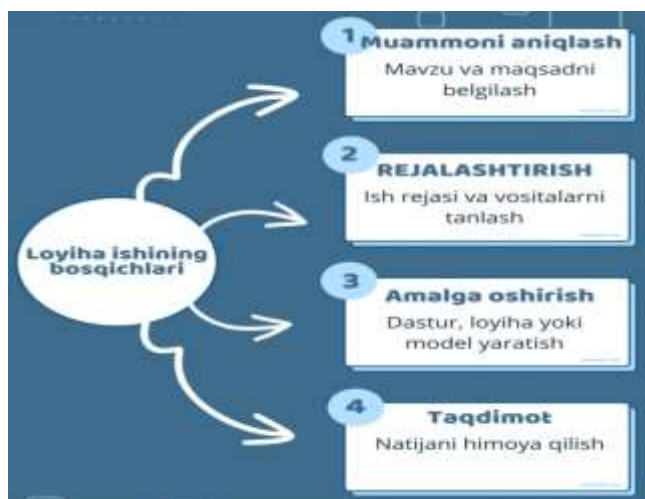 Loyiha ishining
bosqichlari
1
Muammoni aniqlash
Mavzu va maqsadni
belgilash
2
REJALASHTIRISH
Ish rejasi va vositalarni
tanlash
3
Amalga oshirish
Dastur, loyiha yoki
model yaratish
4
Taqdimot
Natijani himoya qilish